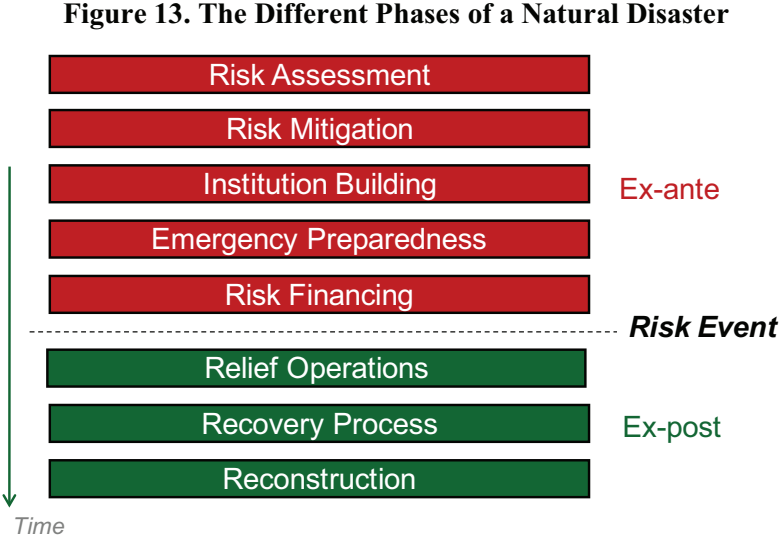 Figure 13. The Different Phases of a Natural Disaster
Risk Assessment
Risk Mitigation
Institution Building
Ex-ante
Emergency Preparedness
Risk Financing
Risk Event
Relief Operations
Recovery Process
Ex-post
Reconstruction
Time